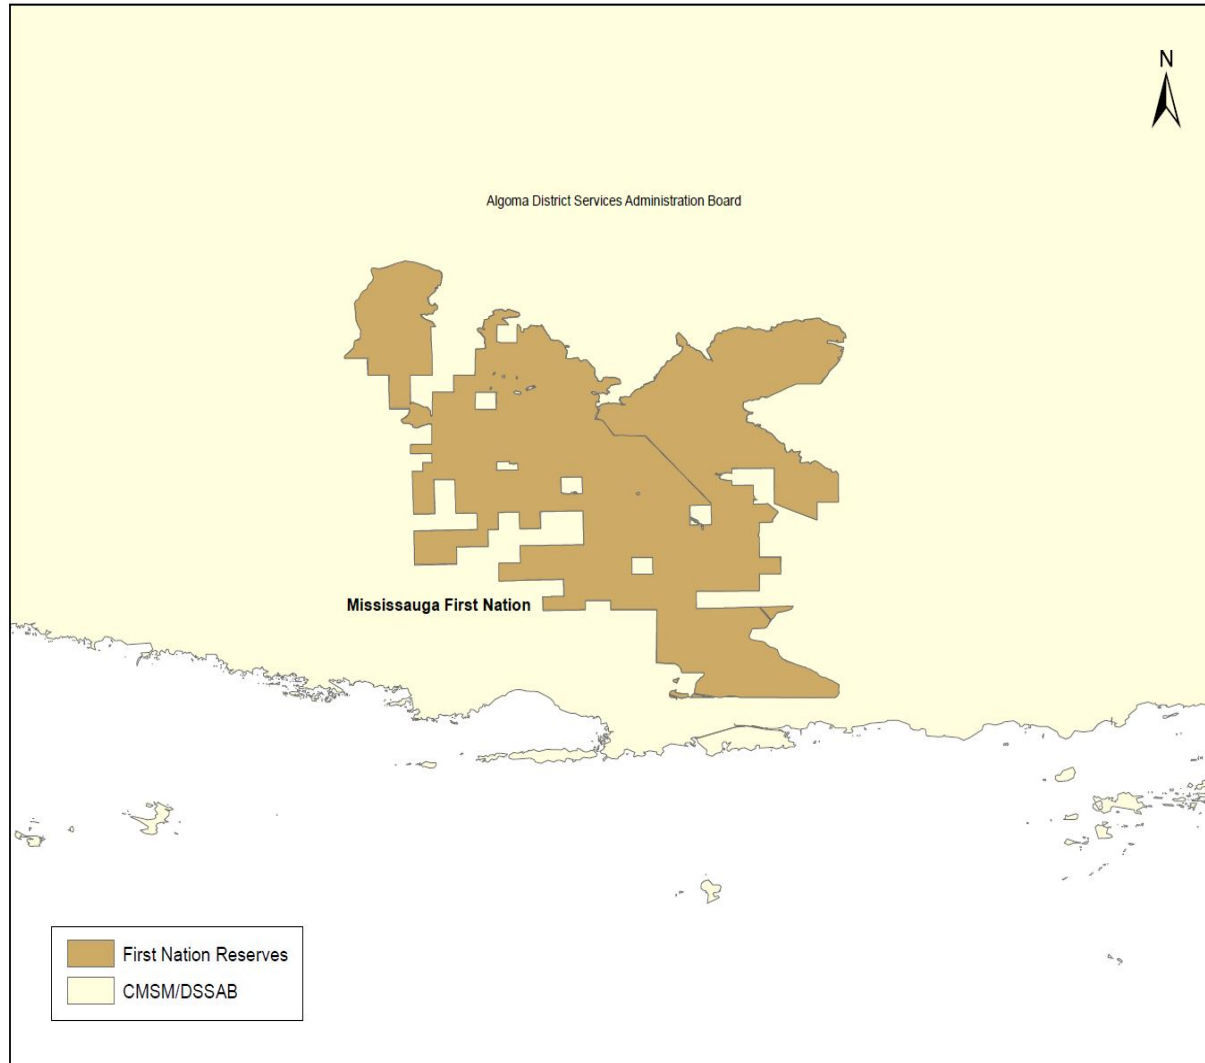 N
Algoma District Services Administration Board
Mississauga First Nation
First Nation Reserves
CMSM/DSSAB